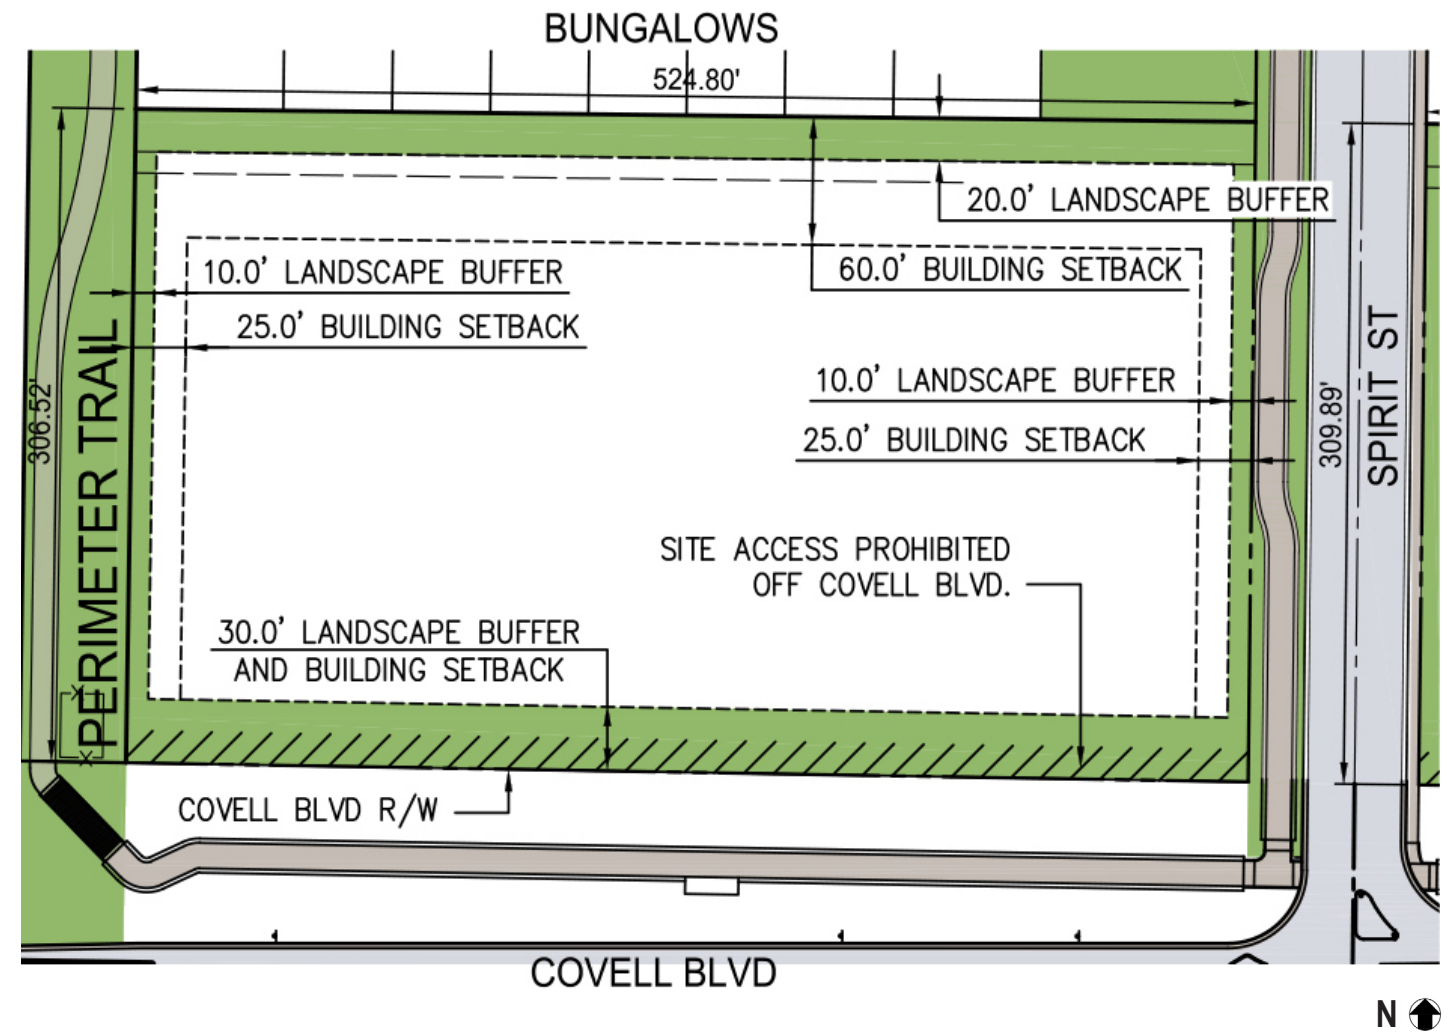 BUNGALOWS
524.80'
20.0' LANDSCAPE BUFFER
60.0' BUILDING SETBACK
10.0' LANDSCAPE BUFFER
25.0' BUILDING SETBACK
306.52'
PERIMETER TRAIL
10.0' LANDSCAPE BUFFER
25.0' BUILDING SETBACK
309.89'
SPIRIT ST
SITE ACCESS PROHIBITED
OFF COVELL BLVD.
30.0' LANDSCAPE BUFFER
AND BUILDING SETBACK
X
X
COVELL BLVD R/W
COVELL BLVD
N